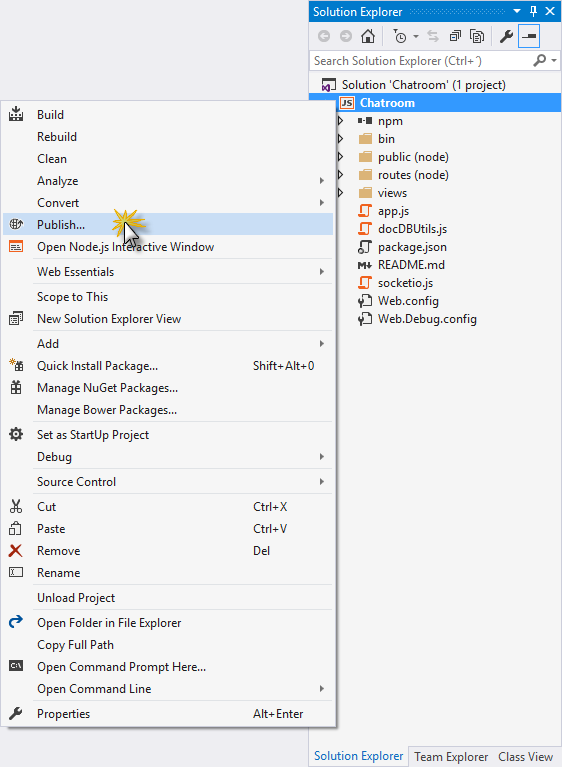 Solution Explorer
Search Solution Explorer (Ctrl+´)
Solution 'Chatroom' (1 project)
JS Chatroom
npm
bin
public (node)
routes (node)
views
app.js
docDBUtils.js
package.json
M README.md
socketio.js
Web.config
Web.Debug.config
Solution Explorer Team Explorer Class View
Build
Rebuild
Clean
Analyze
Convert
Publish...
Open Node.js Interactive Window
Web Essentials
Scope to This
New Solution Explorer View
Add
Quick Install Package... Shift+Alt+0
Manage NuGet Packages...
Manage Bower Packages...
Set as StartUp Project
Debug
Source Control
Cut Ctrl+X
Paste Ctrl+V
Remove Del
Rename
Unload Project
Open Folder in File Explorer
Copy Full Path
C:\ Open Command Prompt Here...
Open Command Line
Properties Alt+Enter